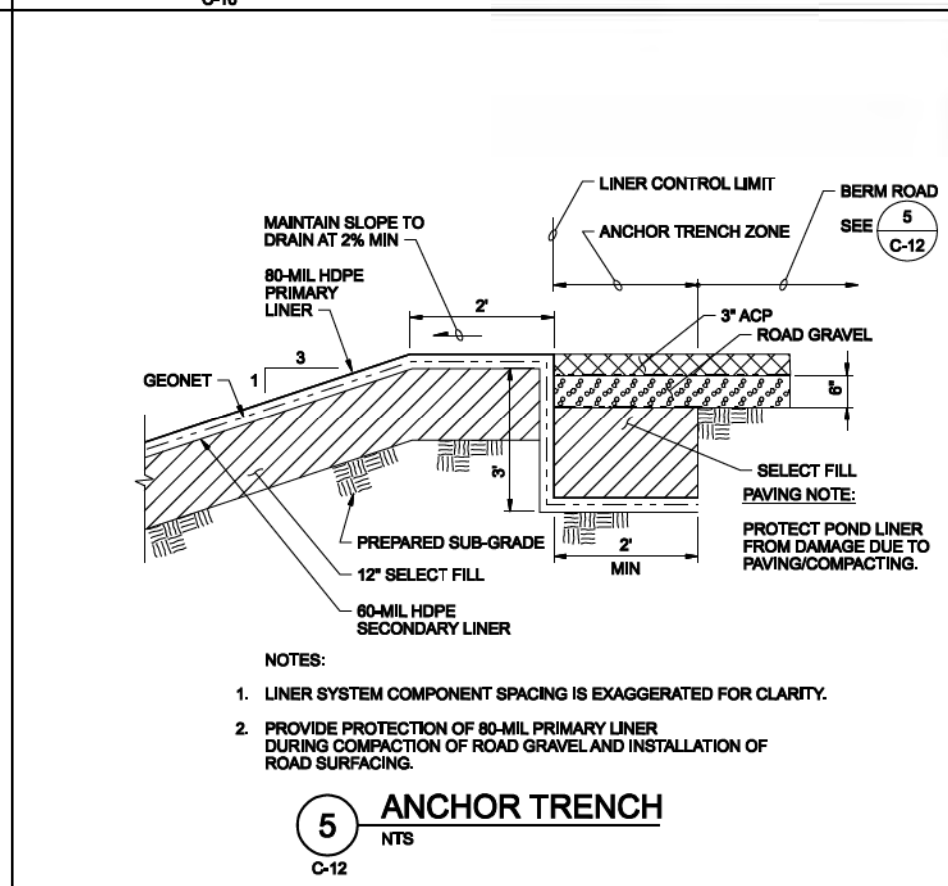 LINER CONTROL LIMIT
BERM ROAD
MAINTAIN SLOPE TO
DRAIN AT 2% MIN
ANCHOR TRENCH ZONE
SEE
5
C-12
80-MIL HDPE
PRIMARY
LINER
2'
3" ACP
ROAD GRAVEL
3
1
GEONET
6"
3'
SELECT FILL
PAVING NOTE:
PROTECT POND LINER
FROM DAMAGE DUE TO
PAVING/COMPACTING.
PREPARED SUB-GRADE
2'
MIN
12" SELECT FILL
60-MIL HDPE
SECONDARY LINER
NOTES:
1. LINER SYSTEM COMPONENT SPACING IS EXAGGERATED FOR CLARITY.
2. PROVIDE PROTECTION OF 80-MIL PRIMARY LINER
DURING COMPACTION OF ROAD GRAVEL AND INSTALLATION OF
ROAD SURFACING.
5
ANCHOR TRENCH
NTS
C-12